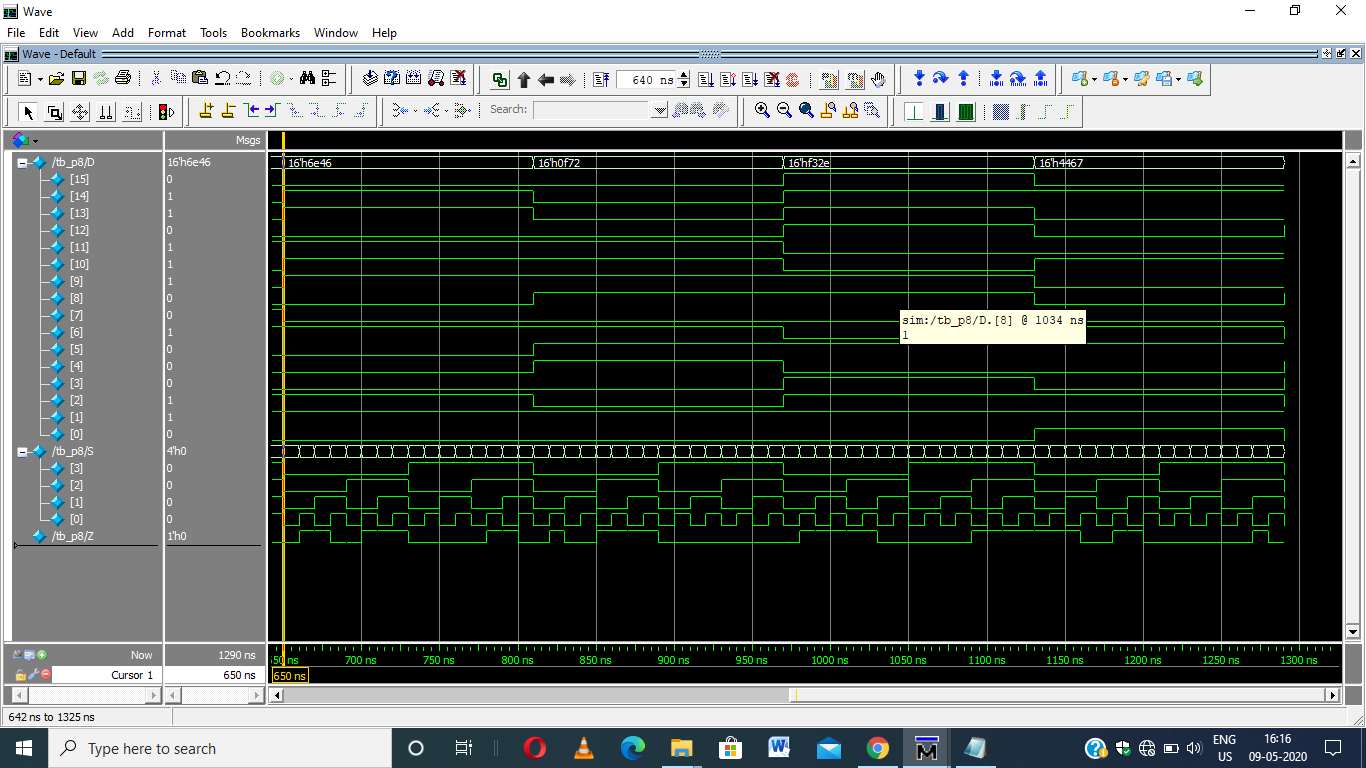 Wave
File Edit View Add Format Tools Bookmarks Window Help
Wave - Default
640 ns
Search:
Msgs
/tb_p8/D 16'h6e46 16'h6e46 16'h0f72 16'hf32e 16'h4467
[15] 0
[14] 1
[13] 1
[12] 0
[11] 1
[10] 1
[9] 1
[8] 0
[7] 0
[6] 1
[5] 0
[4] 0
[3] 0
[2] 1
[1] 1
[0] 0
sim:/tb_p8/D.[8] @ 1034 ns
1
/tb_p8/S 4'h0
[3] 0
[2] 0
[1] 0
[0] 0
/tb_p8/Z 1'h0
Now 1290 ns
50 ns 700 ns 750 ns 800 ns 850 ns 900 ns 950 ns 1000 ns 1050 ns 1100 ns 1150 ns 1200 ns 1250 ns 1300 ns
Cursor 1 650 ns 650 ns
642 ns to 1325 ns
Type here to search
ENG 16:16
US 09-05-2020